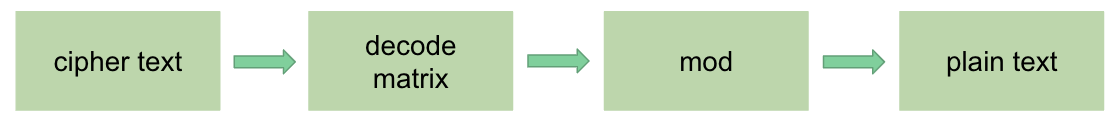 cipher text
decode
matrix
mod
plain text